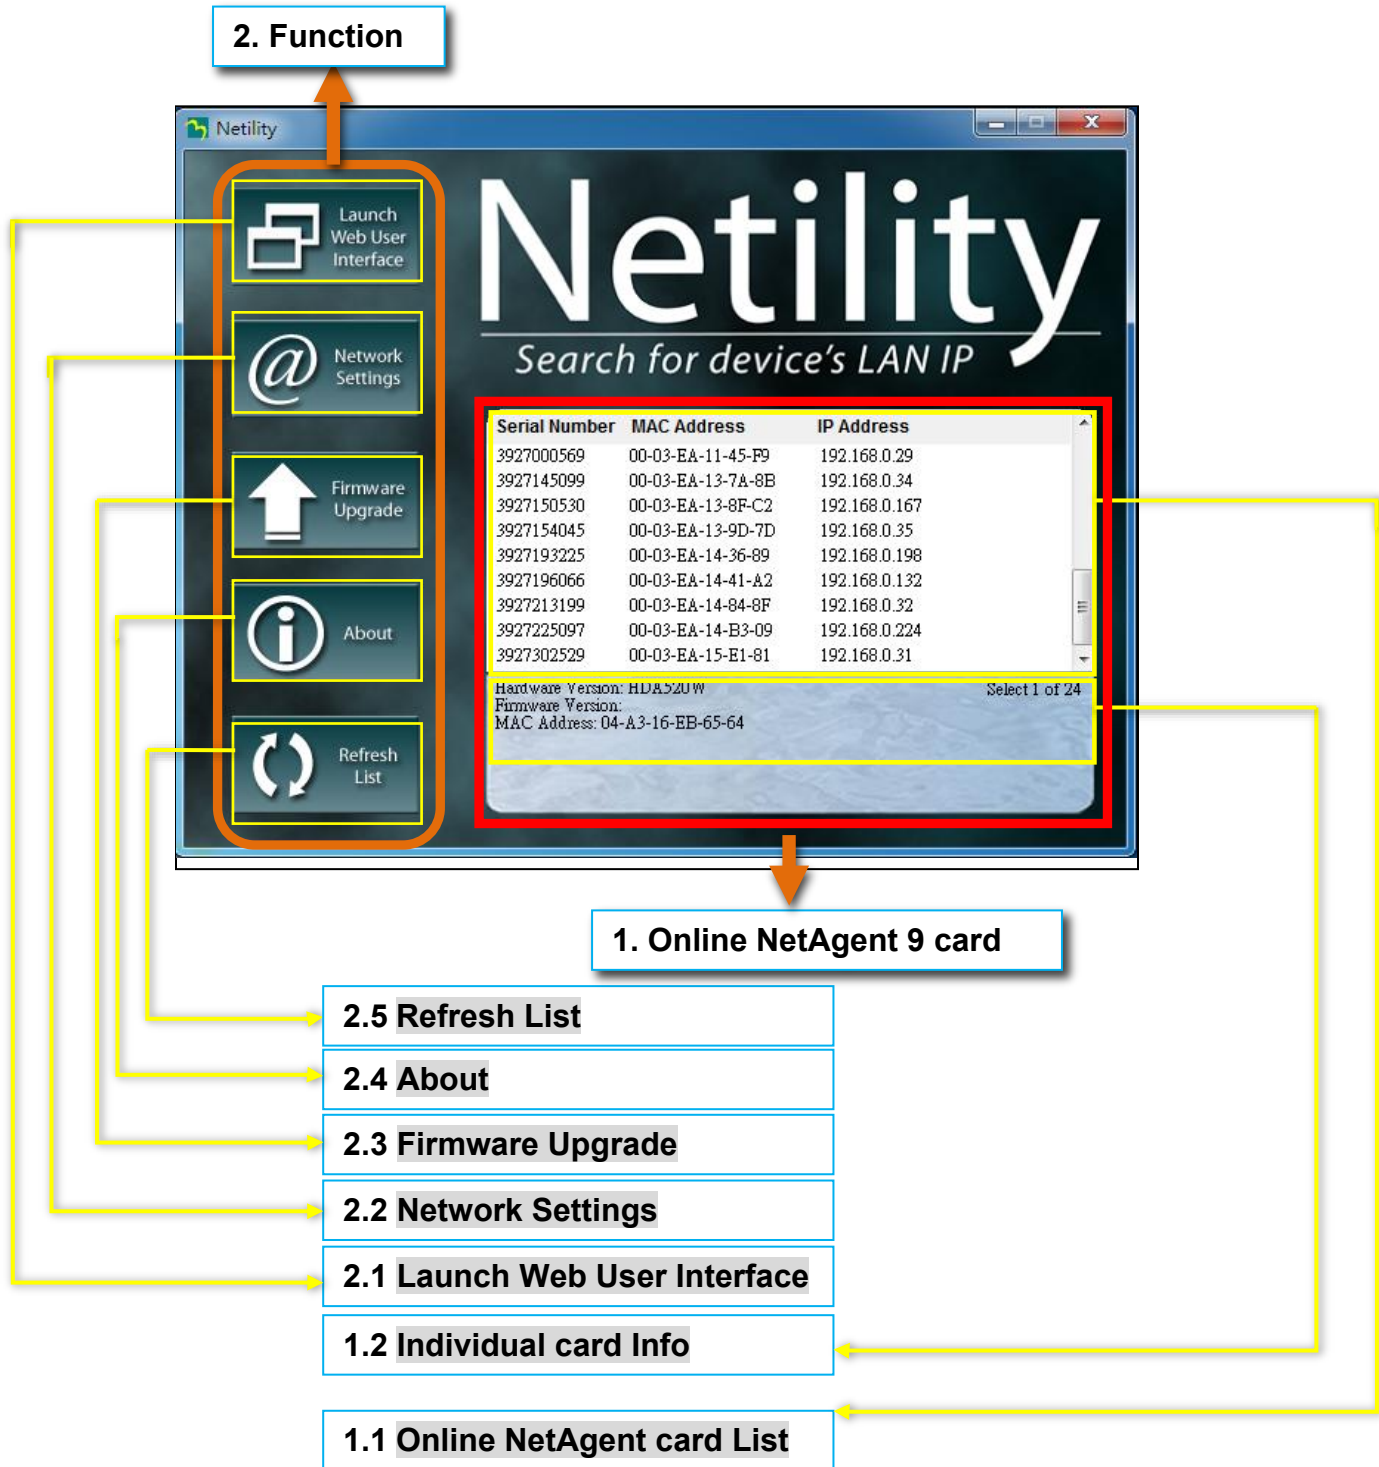 2. Function
Netility
Launch
Web User
Interface
Network
Settings
Firmware
Upgrade
About
Refresh
List
Netility
Search for device's LAN IP
Serial Number MAC Address IP Address
3927000569 00-03-EA-11-45-F9 192.168.0.29
3927145099 00-03-EA-13-7A-8B 192.168.0.34
3927150530 00-03-EA-13-8F-C2 192.168.0.167
3927154045 00-03-EA-13-9D-7D 192.168.0.35
3927193225 00-03-EA-14-36-89 192.168.0.198
3927196066 00-03-EA-14-41-A2 192.168.0.132
3927213199 00-03-EA-14-84-8F 192.168.0.32
3927225097 00-03-EA-14-B3-09 192.168.0.224
3927302529 00-03-EA-15-E1-81 192.168.0.31
Hardware Version: HDA520W Select 1 of 24
Firmware Version:
MAC Address: 04-A3-16-EB-65-64
1. Online NetAgent 9 card
2.5 Refresh List
2.4 About
2.3 Firmware Upgrade
2.2 Network Settings
2.1 Launch Web User Interface
1.2 Individual card Info
1.1 Online NetAgent card List